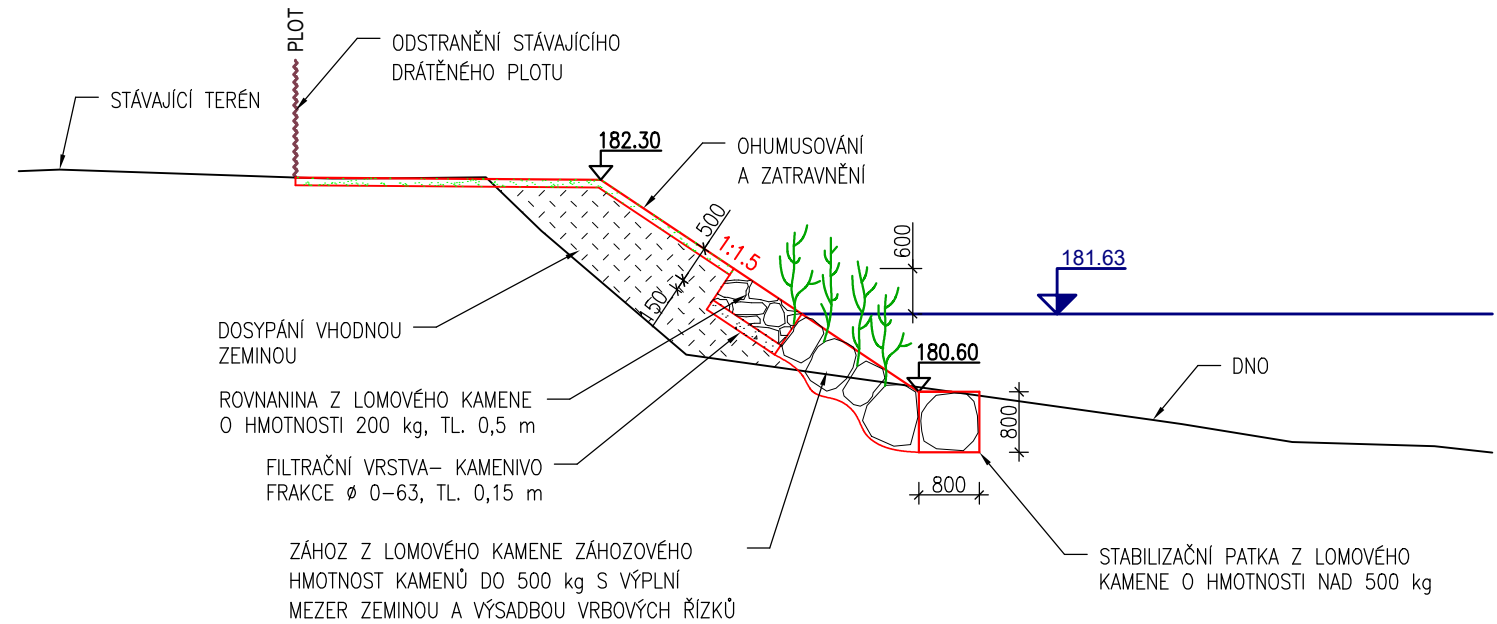 PLOT
ODSTRANĚNÍ STÁVAJÍCÍHO
DRÁTĚNÉHO PLOTU
STÁVAJÍCÍ TERÉN
182.30
OHUMUSOVÁNÍ
A ZATRAVNĚNÍ
500
1:1.5
600
181.63
150
DOSYPÁNÍ VHODNOU
ZEMINOU
180.60
DNO
ROVNANINA Z LOMOVÉHO KAMENE
O HMOTNOSTI 200 kg, TL. 0,5 m
800
FILTRAČNÍ VRSTVA- KAMENIVO
FRAKCE ø 0-63, TL. 0,15 m
800
ZÁHOZ Z LOMOVÉHO KAMENE ZÁHOZOVÉHO
HMOTNOST KAMENŮ DO 500 kg S VÝPLNÍ
MEZER ZEMINOU A VÝSADBOU VRBOVÝCH ŘÍZKŮ
STABILIZAČNÍ PATKA Z LOMOVÉHO
KAMENE O HMOTNOSTI NAD 500 kg